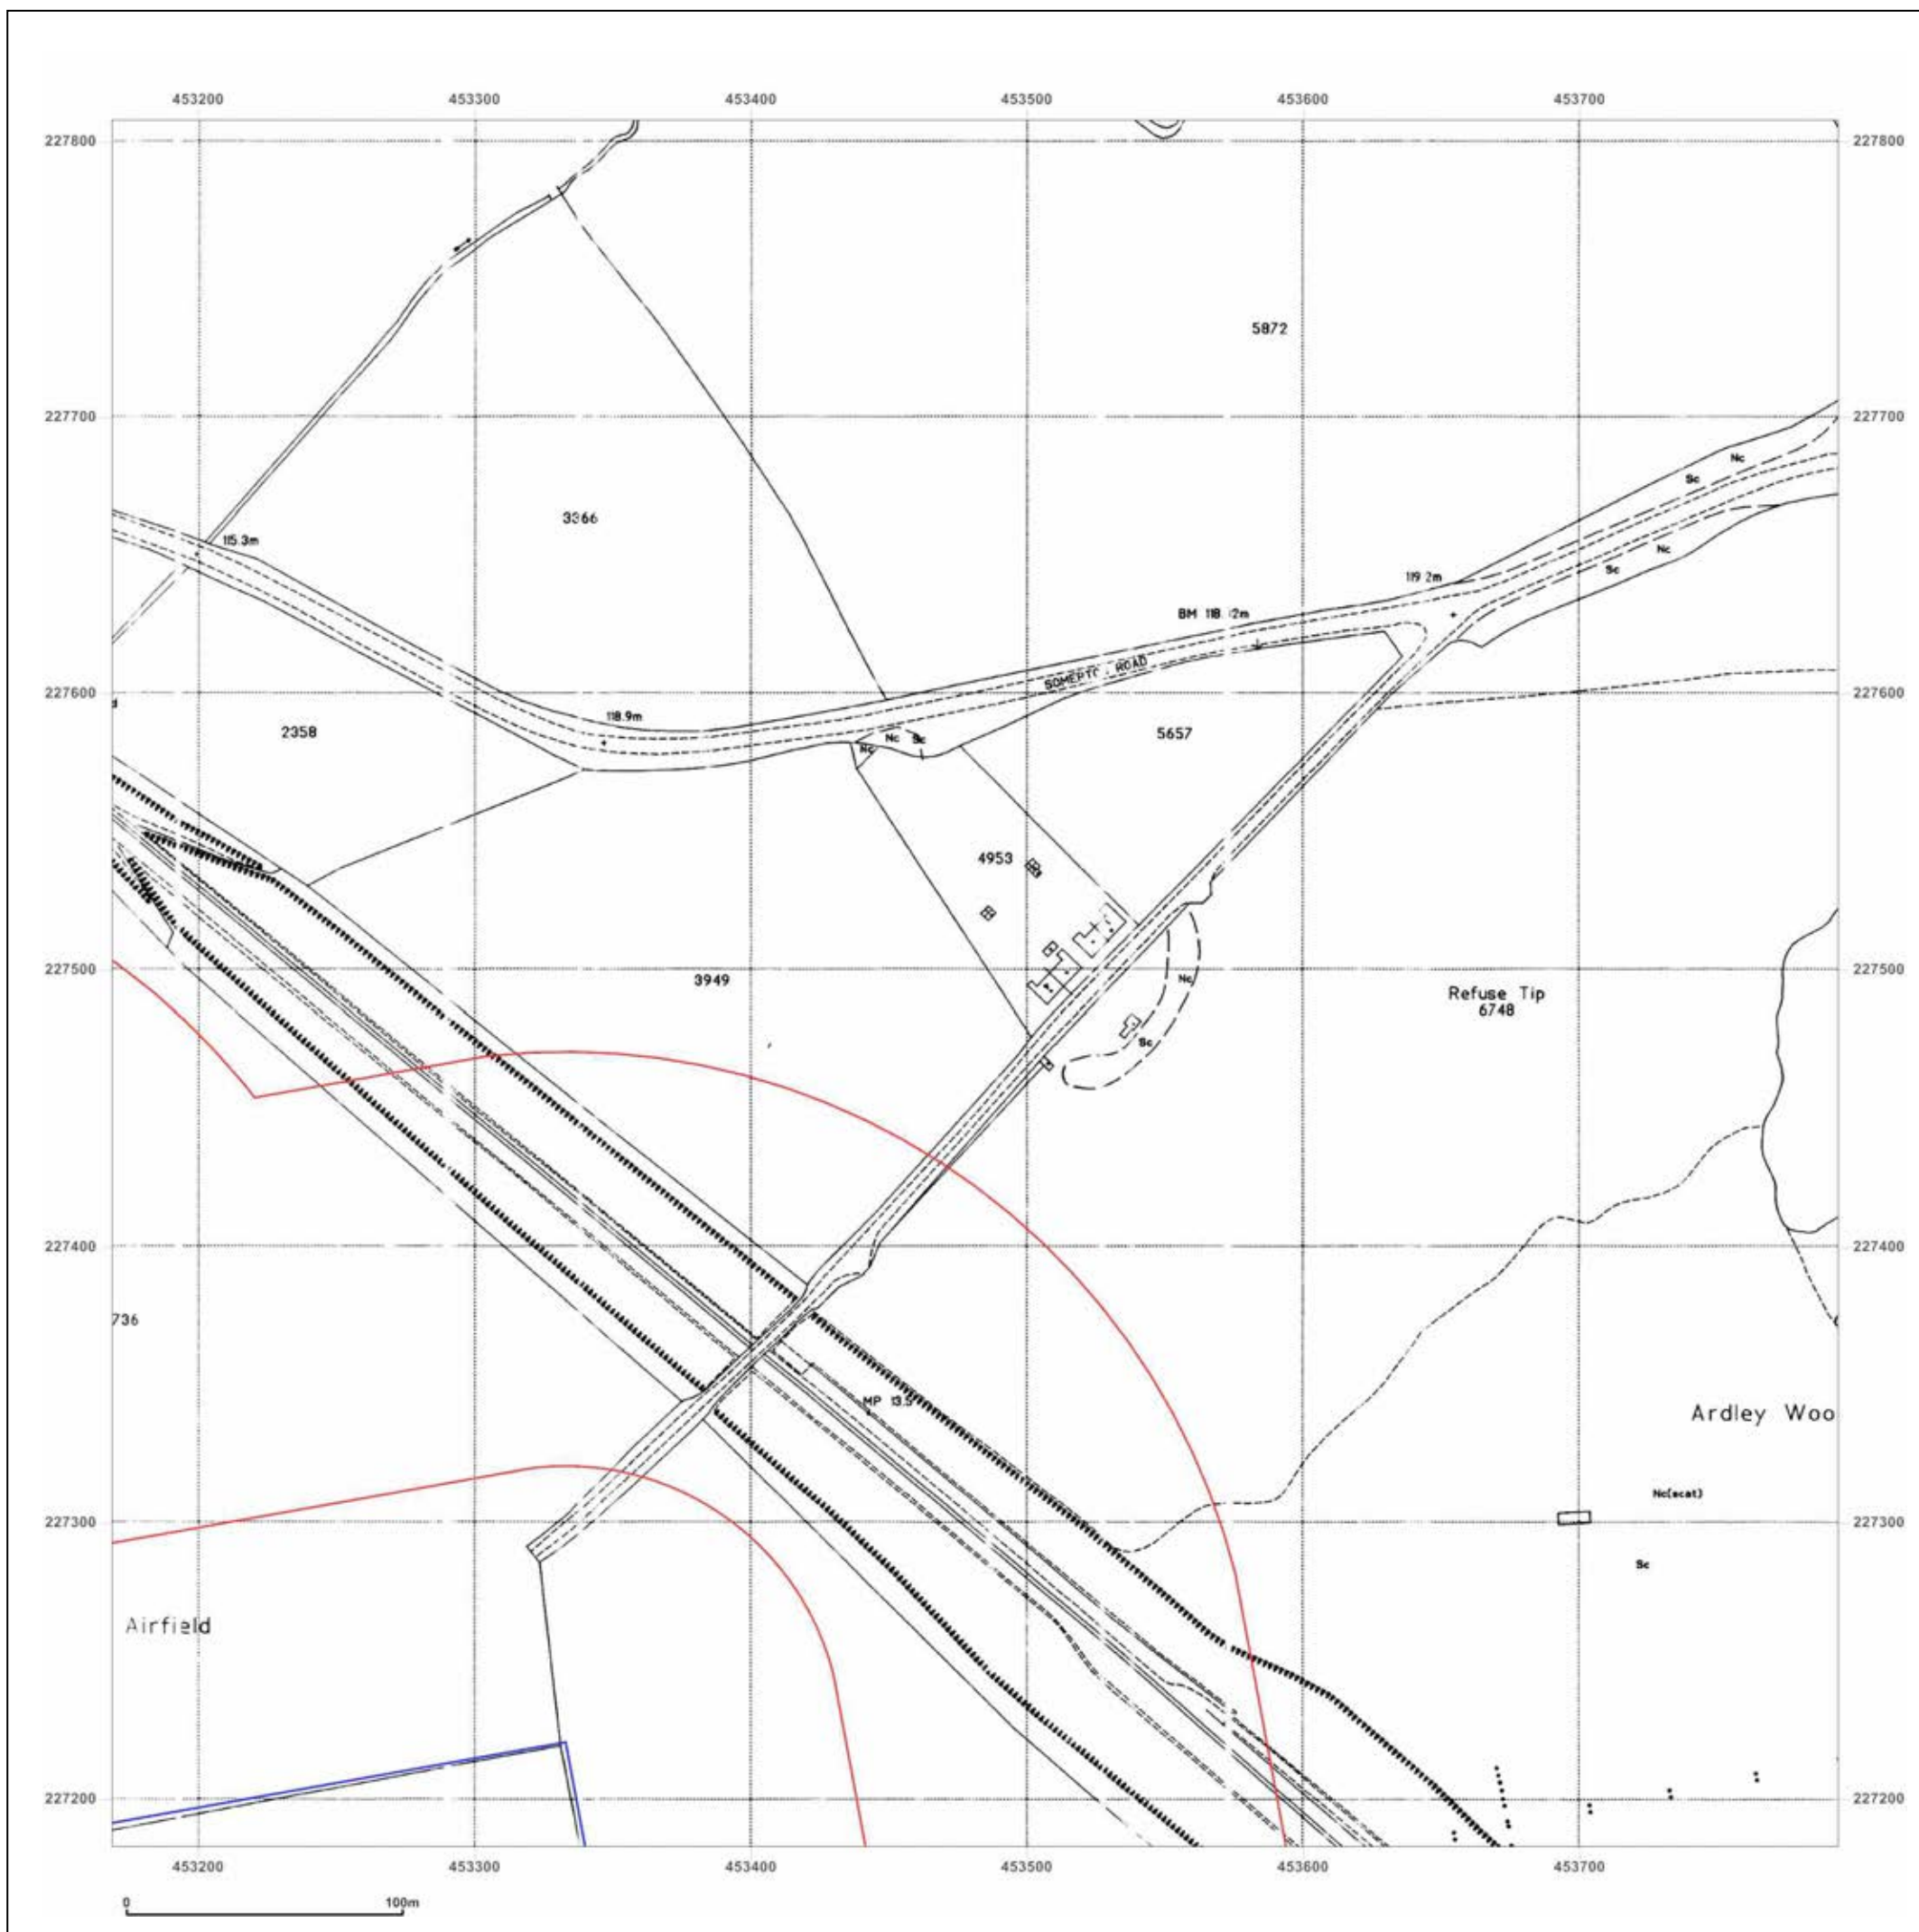 453200 453300 453400 453500 453600 453700
227800 227800
5872
227700 227700
Nc
Sc
3366
115.3m
Nc
Sc
119.2m
BM
ROAD
227600 227600
118.9m
2358
5657
Nc Nc Sc
4953
227500 227500
3949
Nc
Refuse Tip
6748
Sc
227400 227400
736
MP 13.5
Ardley Woo
Nc(scat)
227300 227300
Sc
Airfield
227200 227200
453200 453300 453400 453500 453600 453700
0 100m